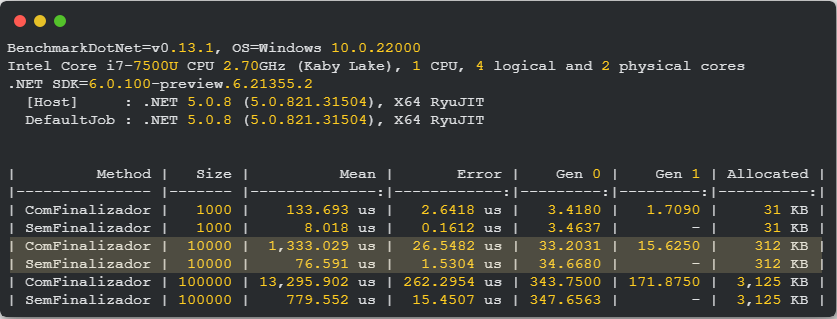 BenchmarkDotNet=v0.13.1, OS=Windows 10.0.22000
Intel Core i7-7500U CPU 2.70GHz (Kaby Lake), 1 CPU, 4 logical and 2 physical cores
.NET SDK=6.0.100-preview.6.21355.2
  [Host]     : .NET 5.0.8 (5.0.821.31504), X64 RyuJIT
  DefaultJob : .NET 5.0.8 (5.0.821.31504), X64 RyuJIT
|        Method |   Size |          Mean |       Error |    Gen 0 |    Gen 1 | Allocated |
|-------------- |------- |--------------:|------------:|---------:|---------:|----------:|
| ComFinalizador |   1000 |    133.693 us |   2.6418 us |   3.4180 |   1.7090 |     31 KB |
| SemFinalizador |   1000 |      8.018 us |   0.1612 us |   3.4637 |        - |     31 KB |
| ComFinalizador |  10000 |  1,333.029 us |  26.5482 us |  33.2031 |  15.6250 |    312 KB |
| SemFinalizador |  10000 |     76.591 us |   1.5304 us |  34.6680 |        - |    312 KB |
| ComFinalizador | 100000 | 13,295.902 us | 262.2954 us | 343.7500 | 171.8750 |  3,125 KB |
| SemFinalizador | 100000 |    779.552 us |  15.4507 us | 347.6563 |        - |  3,125 KB |